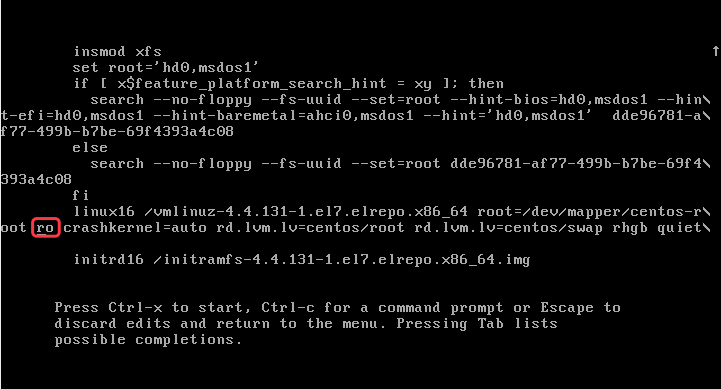 insmod xfs
set root='hd0,msdos1'
if [ x$feature_platform_search_hint = xy ]; then
search --no-floppy --fs-uuid --set=root --hint-bios=hd0,msdos1 --hin\
t-efi=hd0,msdos1 --hint-baremetal=ahci0,msdos1 --hint='hd0,msdos1'  dde96781-a\
f77-499b-b7be-69f4393a4c08
else
search --no-floppy --fs-uuid --set=root dde96781-af77-499b-b7be-69f4\
393a4c08
fi
linux16 /vmlinuz-4.4.131-1.el7.elrepo.x86_64 root=/dev/mapper/centos-r\
oot ro crashkernel=auto rd.lvm.lv=centos/root rd.lvm.lv=centos/swap rhgb quiet\
initrd16 /initramfs-4.4.131-1.el7.elrepo.x86_64.img
Press Ctrl-x to start, Ctrl-c for a command prompt or Escape to
discard edits and return to the menu. Pressing Tab lists
possible completions.